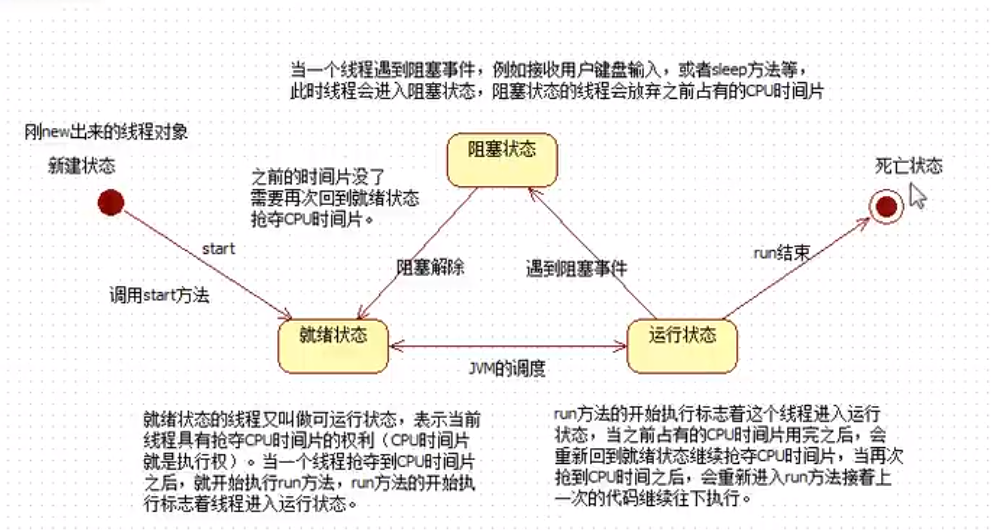 当一个线程遇到阻塞事件，例如接收用户键盘输入，或者sleep方法等，
此时线程会进入阻塞状态，阻塞状态的线程会放弃之前占有的CPU时间片
刚new出来的线程对象
新建状态
阻塞状态
死亡状态
之前的时间片没了
需要再次回到就绪状态
抢夺CPU时间片。
start
阻塞解除
遇到阻塞事件
run结束
调用start方法
就绪状态
运行状态
JVM的调度
就绪状态的线程又叫做可运行状态，表示当前
线程具有抢夺CPU时间片的权利（CPU时间片
就是执行权）。当一个线程抢夺到CPU时间片
之后，就开始执行run方法，run方法的开始执
行标志着线程进入运行状态。
run方法的开始执行标志着这个线程进入运行
状态，当之前占有的CPU时间片用完之后，会
重新回到就绪状态继续抢夺CPU时间片，当再次
抢到CPU时间之后，会重新进入run方法接着上
一次的代码继续往下执行。